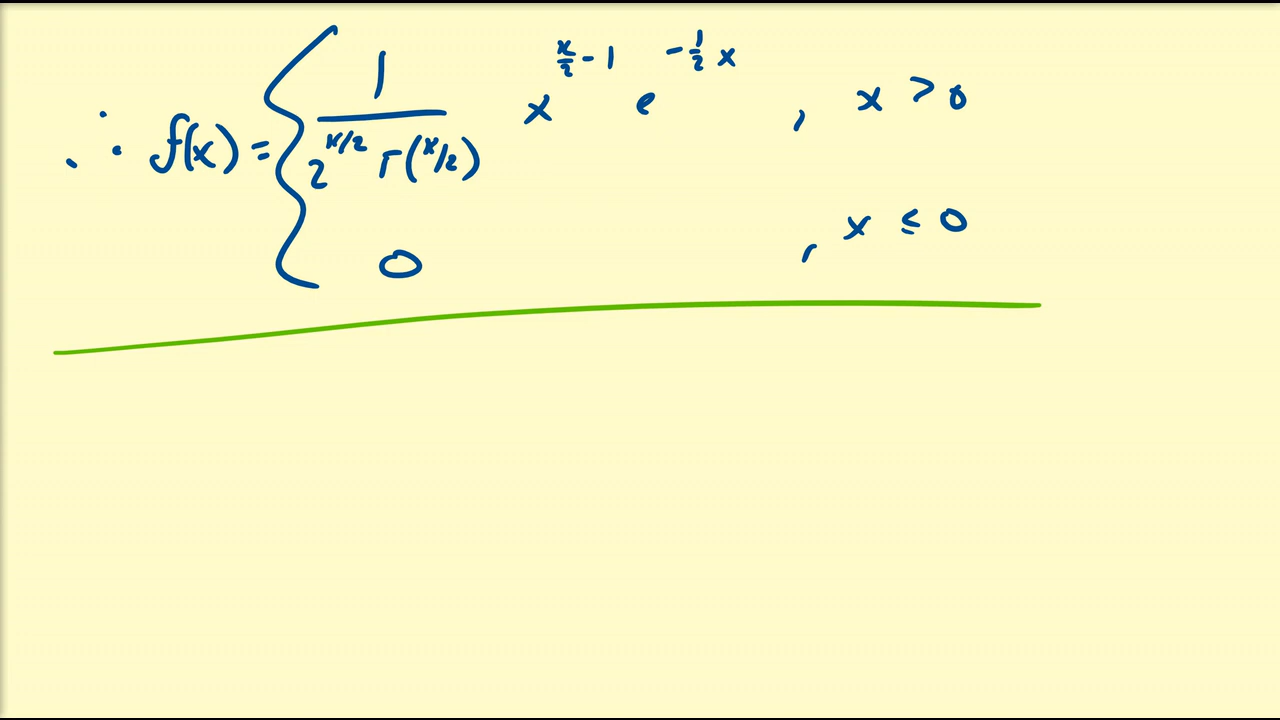 ∴ f(x) = { 1 / 2^{κ/2} Γ(κ/2) x^{κ/2 - 1} e^{-1/2 x} , x > 0
0 , x ≤ 0